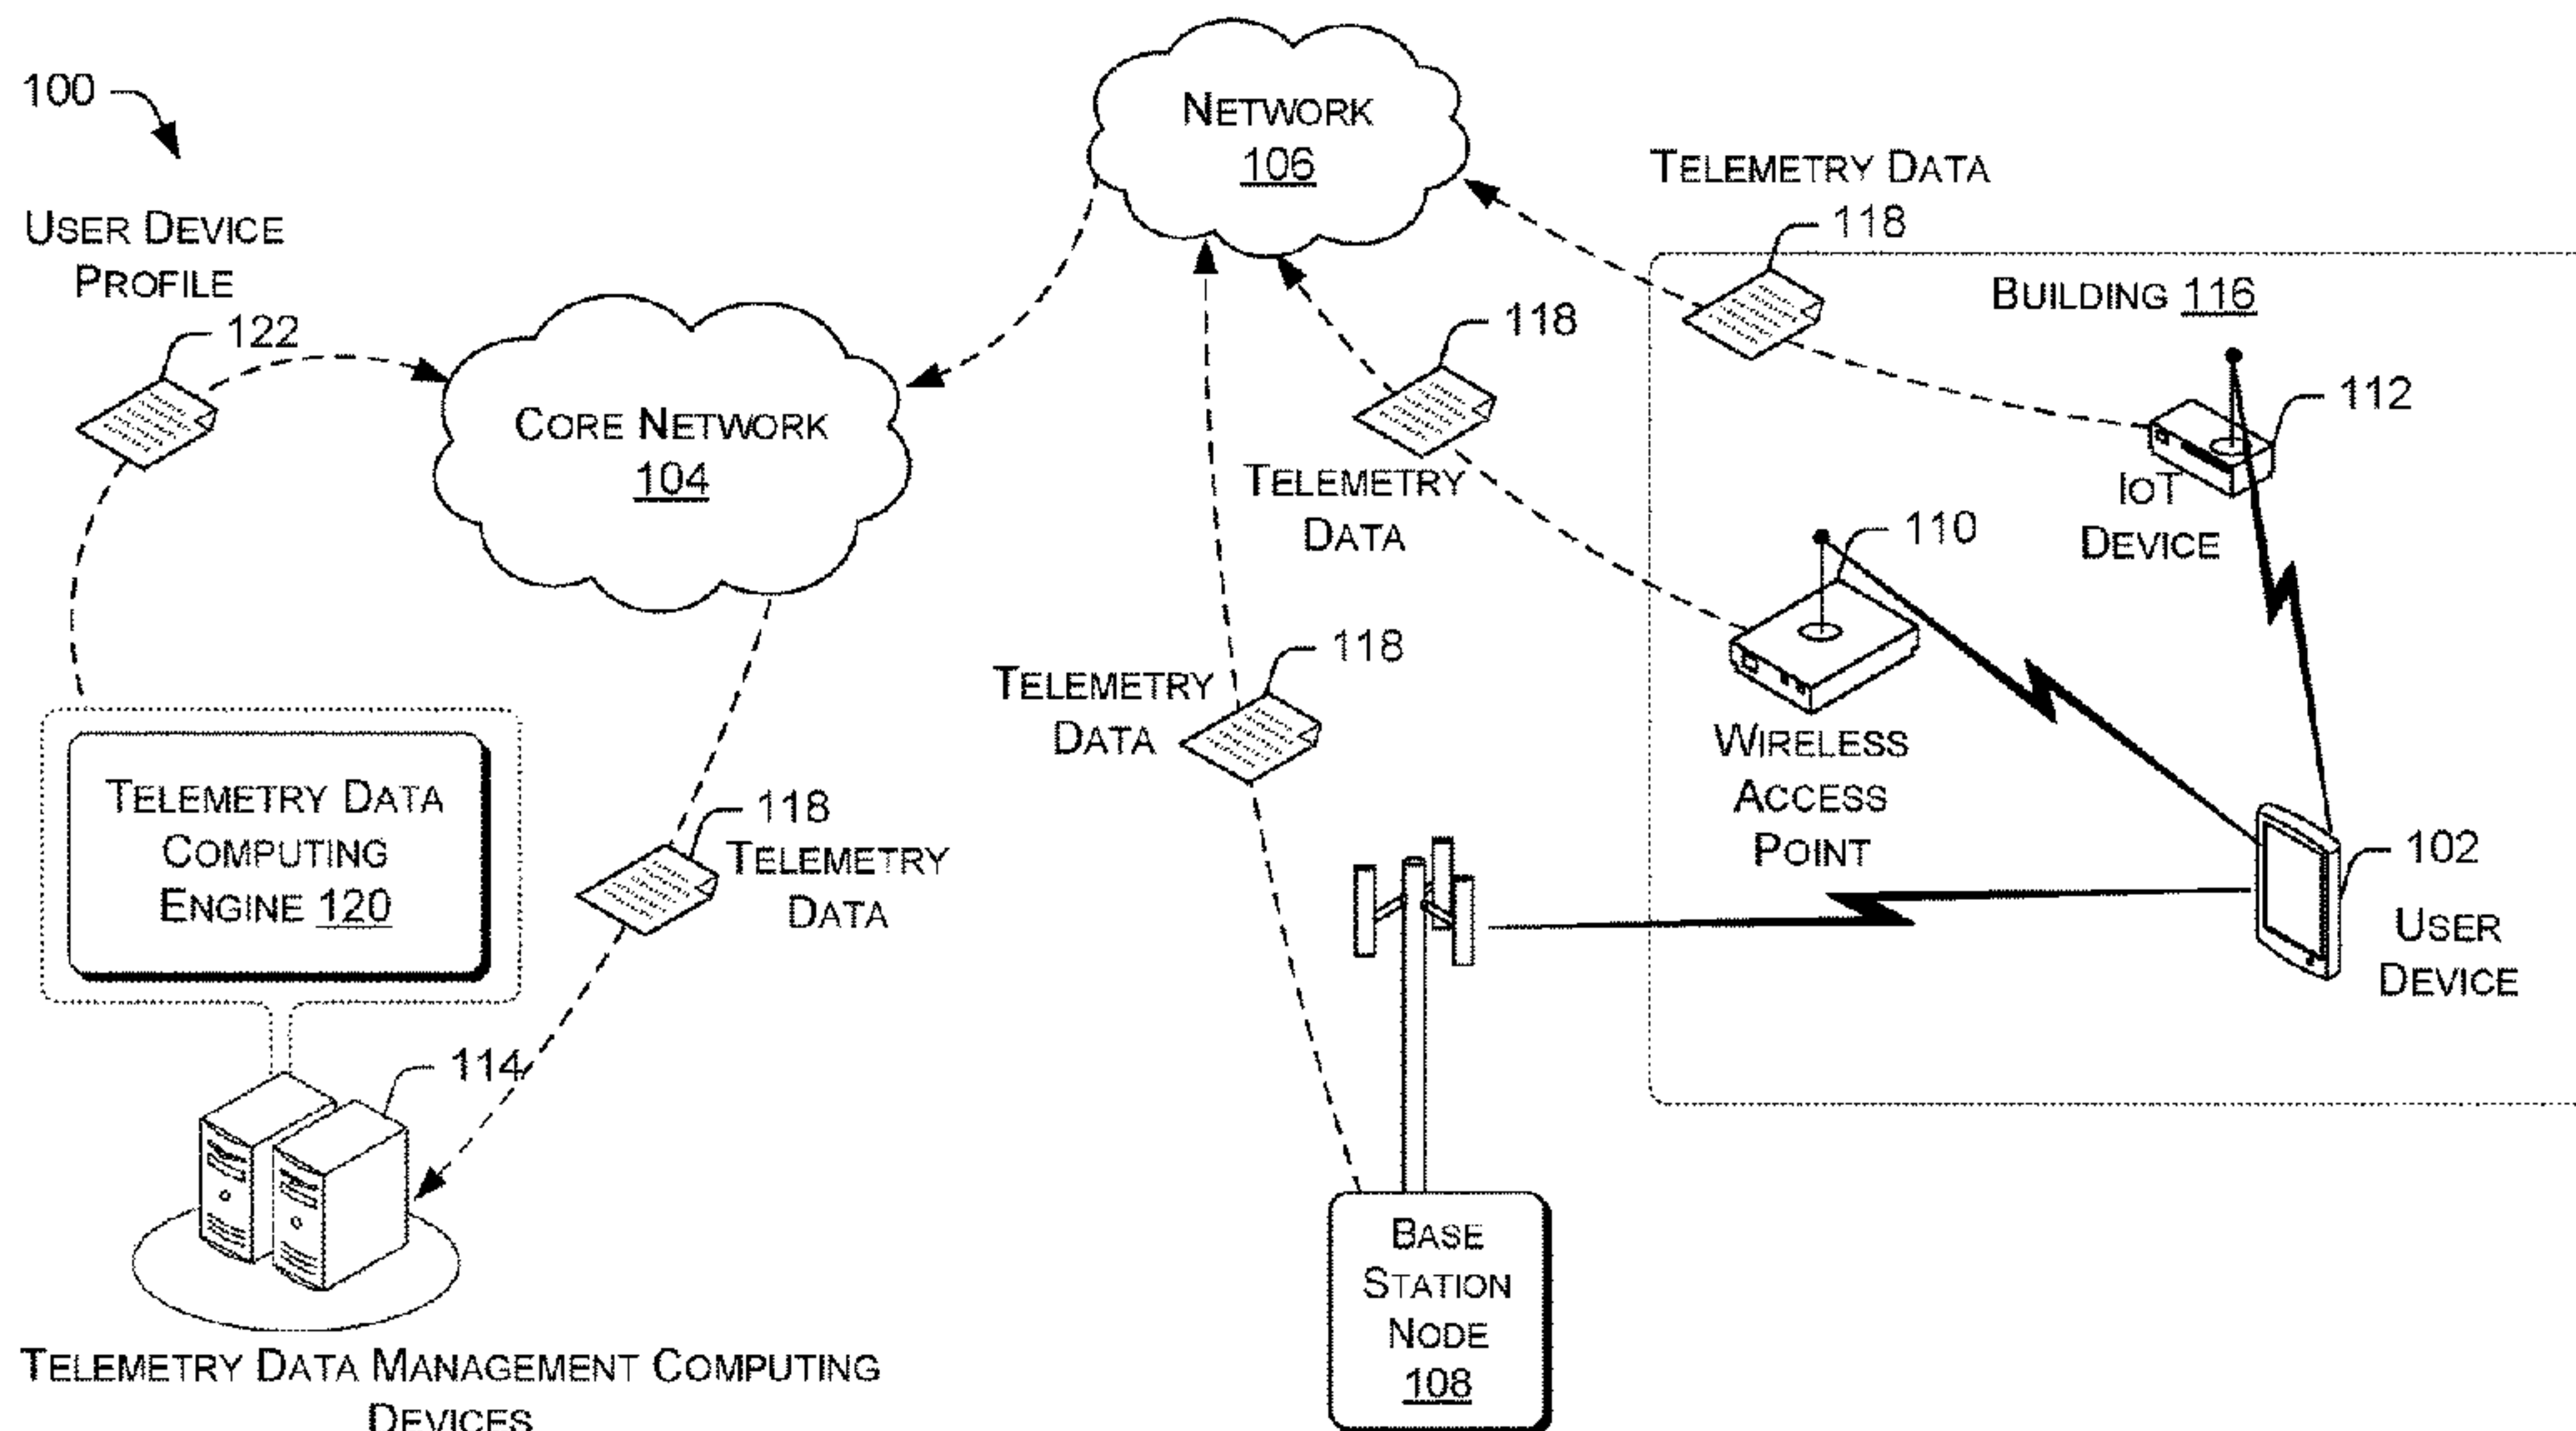 100
USER DEVICE
PROFILE
122
NETWORK
106
TELEMETRY DATA
118
BUILDING 116
112
IOT
DEVICE
118
TELEMETRY
DATA
CORE NETWORK
104
110
WIRELESS
ACCESS
POINT
118
TELEMETRY
DATA
102
USER
DEVICE
TELEMETRY DATA
COMPUTING
ENGINE 120
118
TELEMETRY
DATA
114
TELEMETRY DATA MANAGEMENT COMPUTING
DEVICES
BASE
STATION
NODE
108